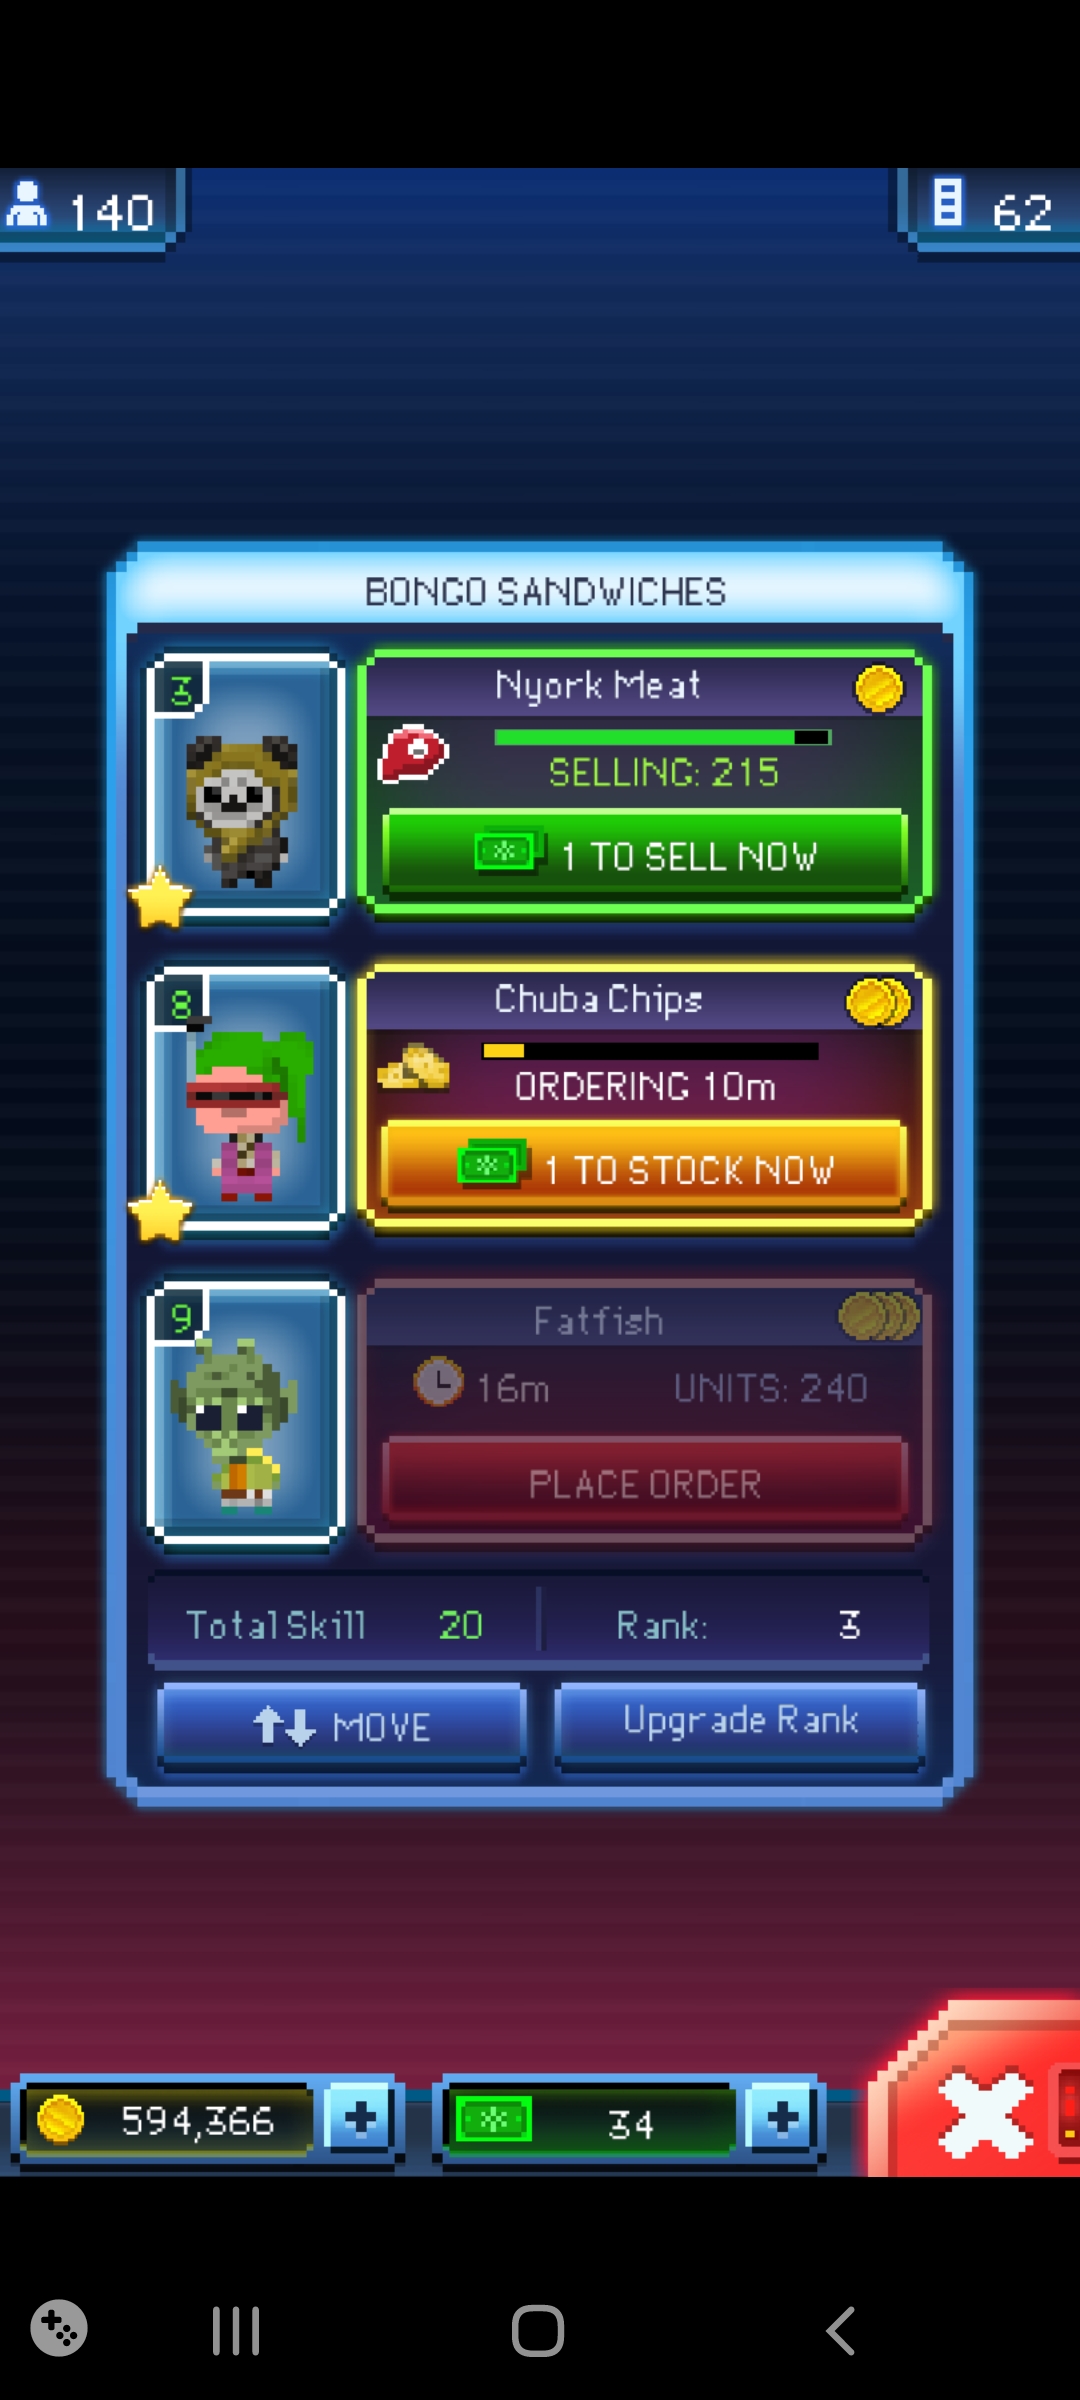 140
62
BONGO SANDWICHES
3
Nyork Meat
SELLING: 215
1 TO SELL NOW
8
Chuba Chips
ORDERING 10m
1 TO STOCK NOW
9
Fatfish
16m UNITS: 240
PLACE ORDER
Total Skill 20 Rank: 3
MOVE Upgrade Rank
594,366 34